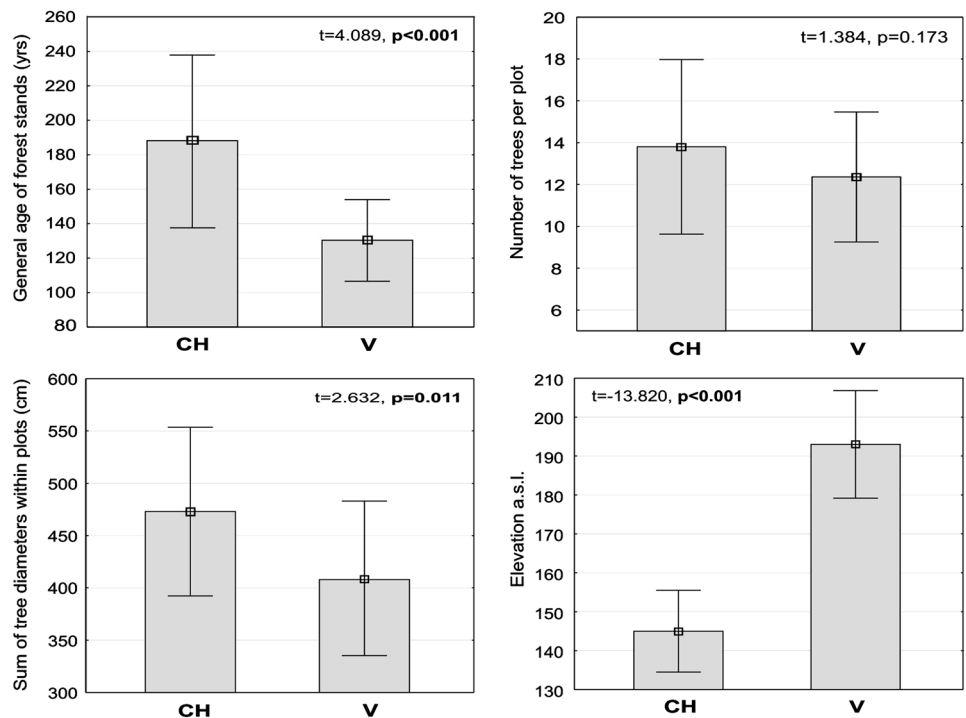 General age of forest stands (yrs)
260
240
220
200
180
160
140
120
100
80
t=4.089, p<0.001
CH V
Number of trees per plot
20
18
16
14
12
10
8
6
t=1.384, p=0.173
CH V
Sum of tree diameters within plots (cm)
600
550
500
450
400
350
300
t=2.632, p=0.011
CH V
Elevation a.s.l.
210
200
190
180
170
160
150
140
130
t=-13.820, p<0.001
CH V